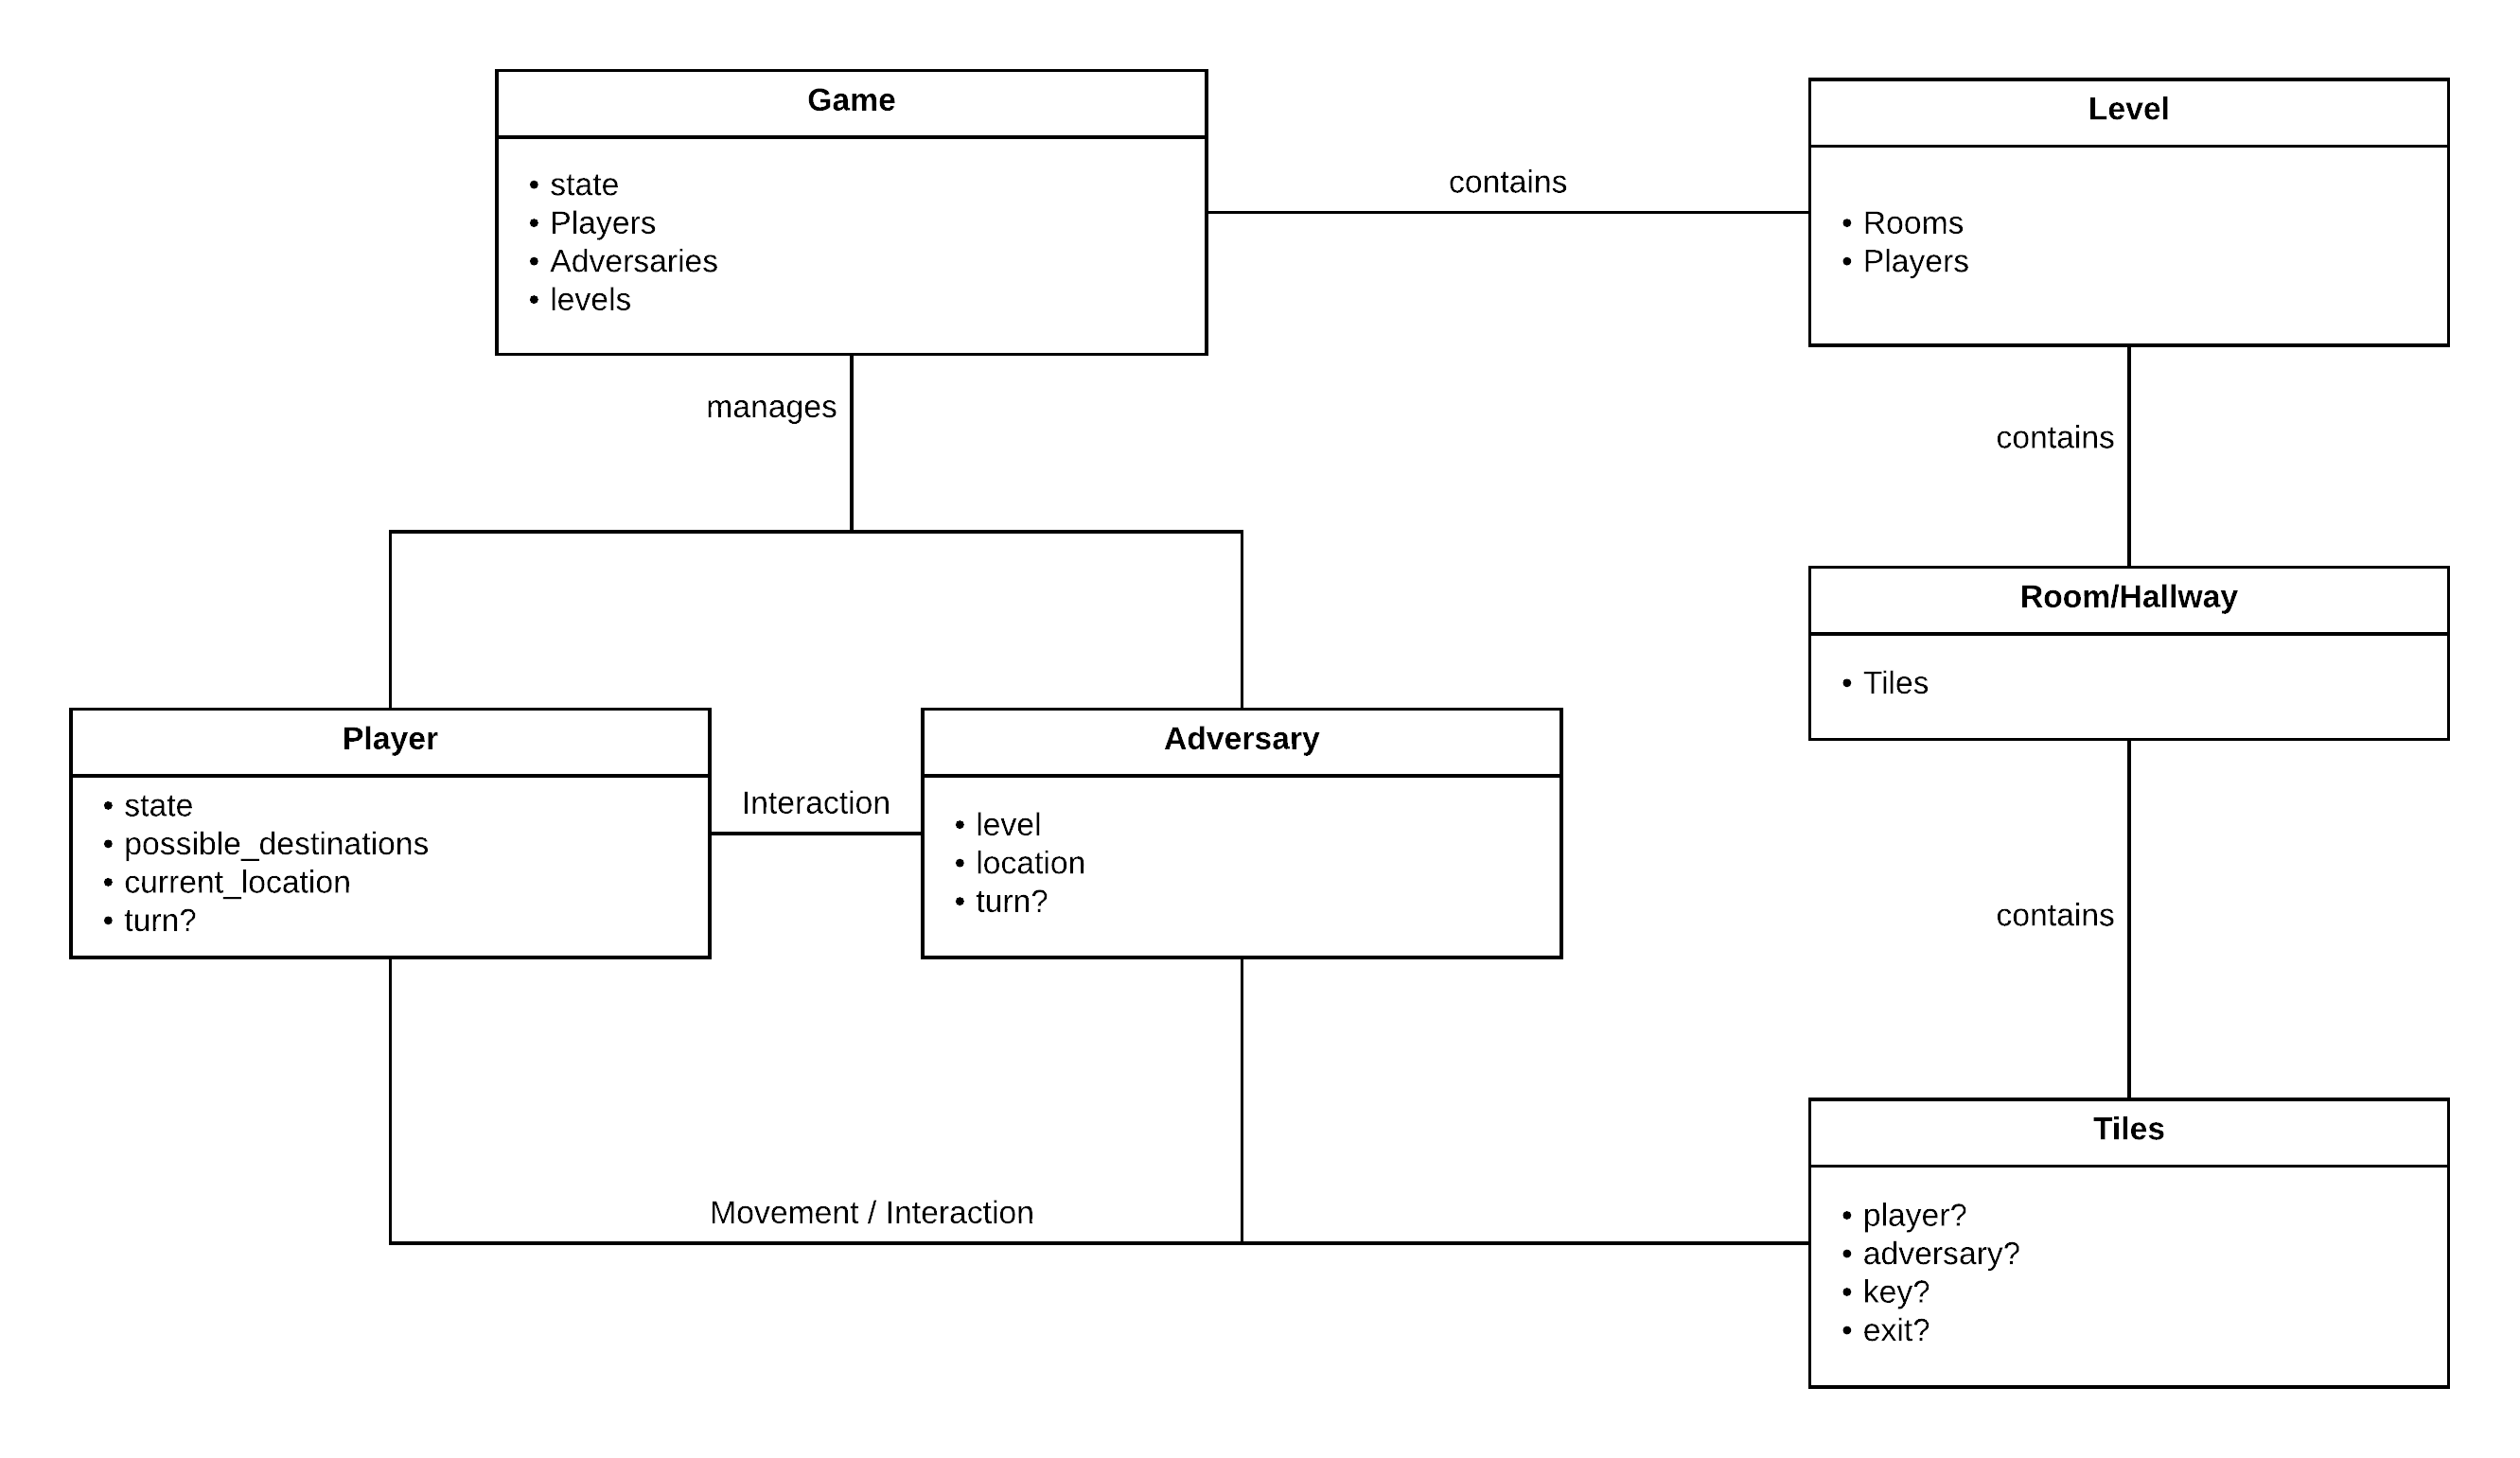 Game
• state
• Players
• Adversaries
• levels
contains
Level
• Rooms
• Players
manages
contains
Room/Hallway
• Tiles
Player
• state
• possible_destinations
• current_location
• turn?
Interaction
Adversary
• level
• location
• turn?
contains
Movement / Interaction
Tiles
• player?
• adversary?
• key?
• exit?